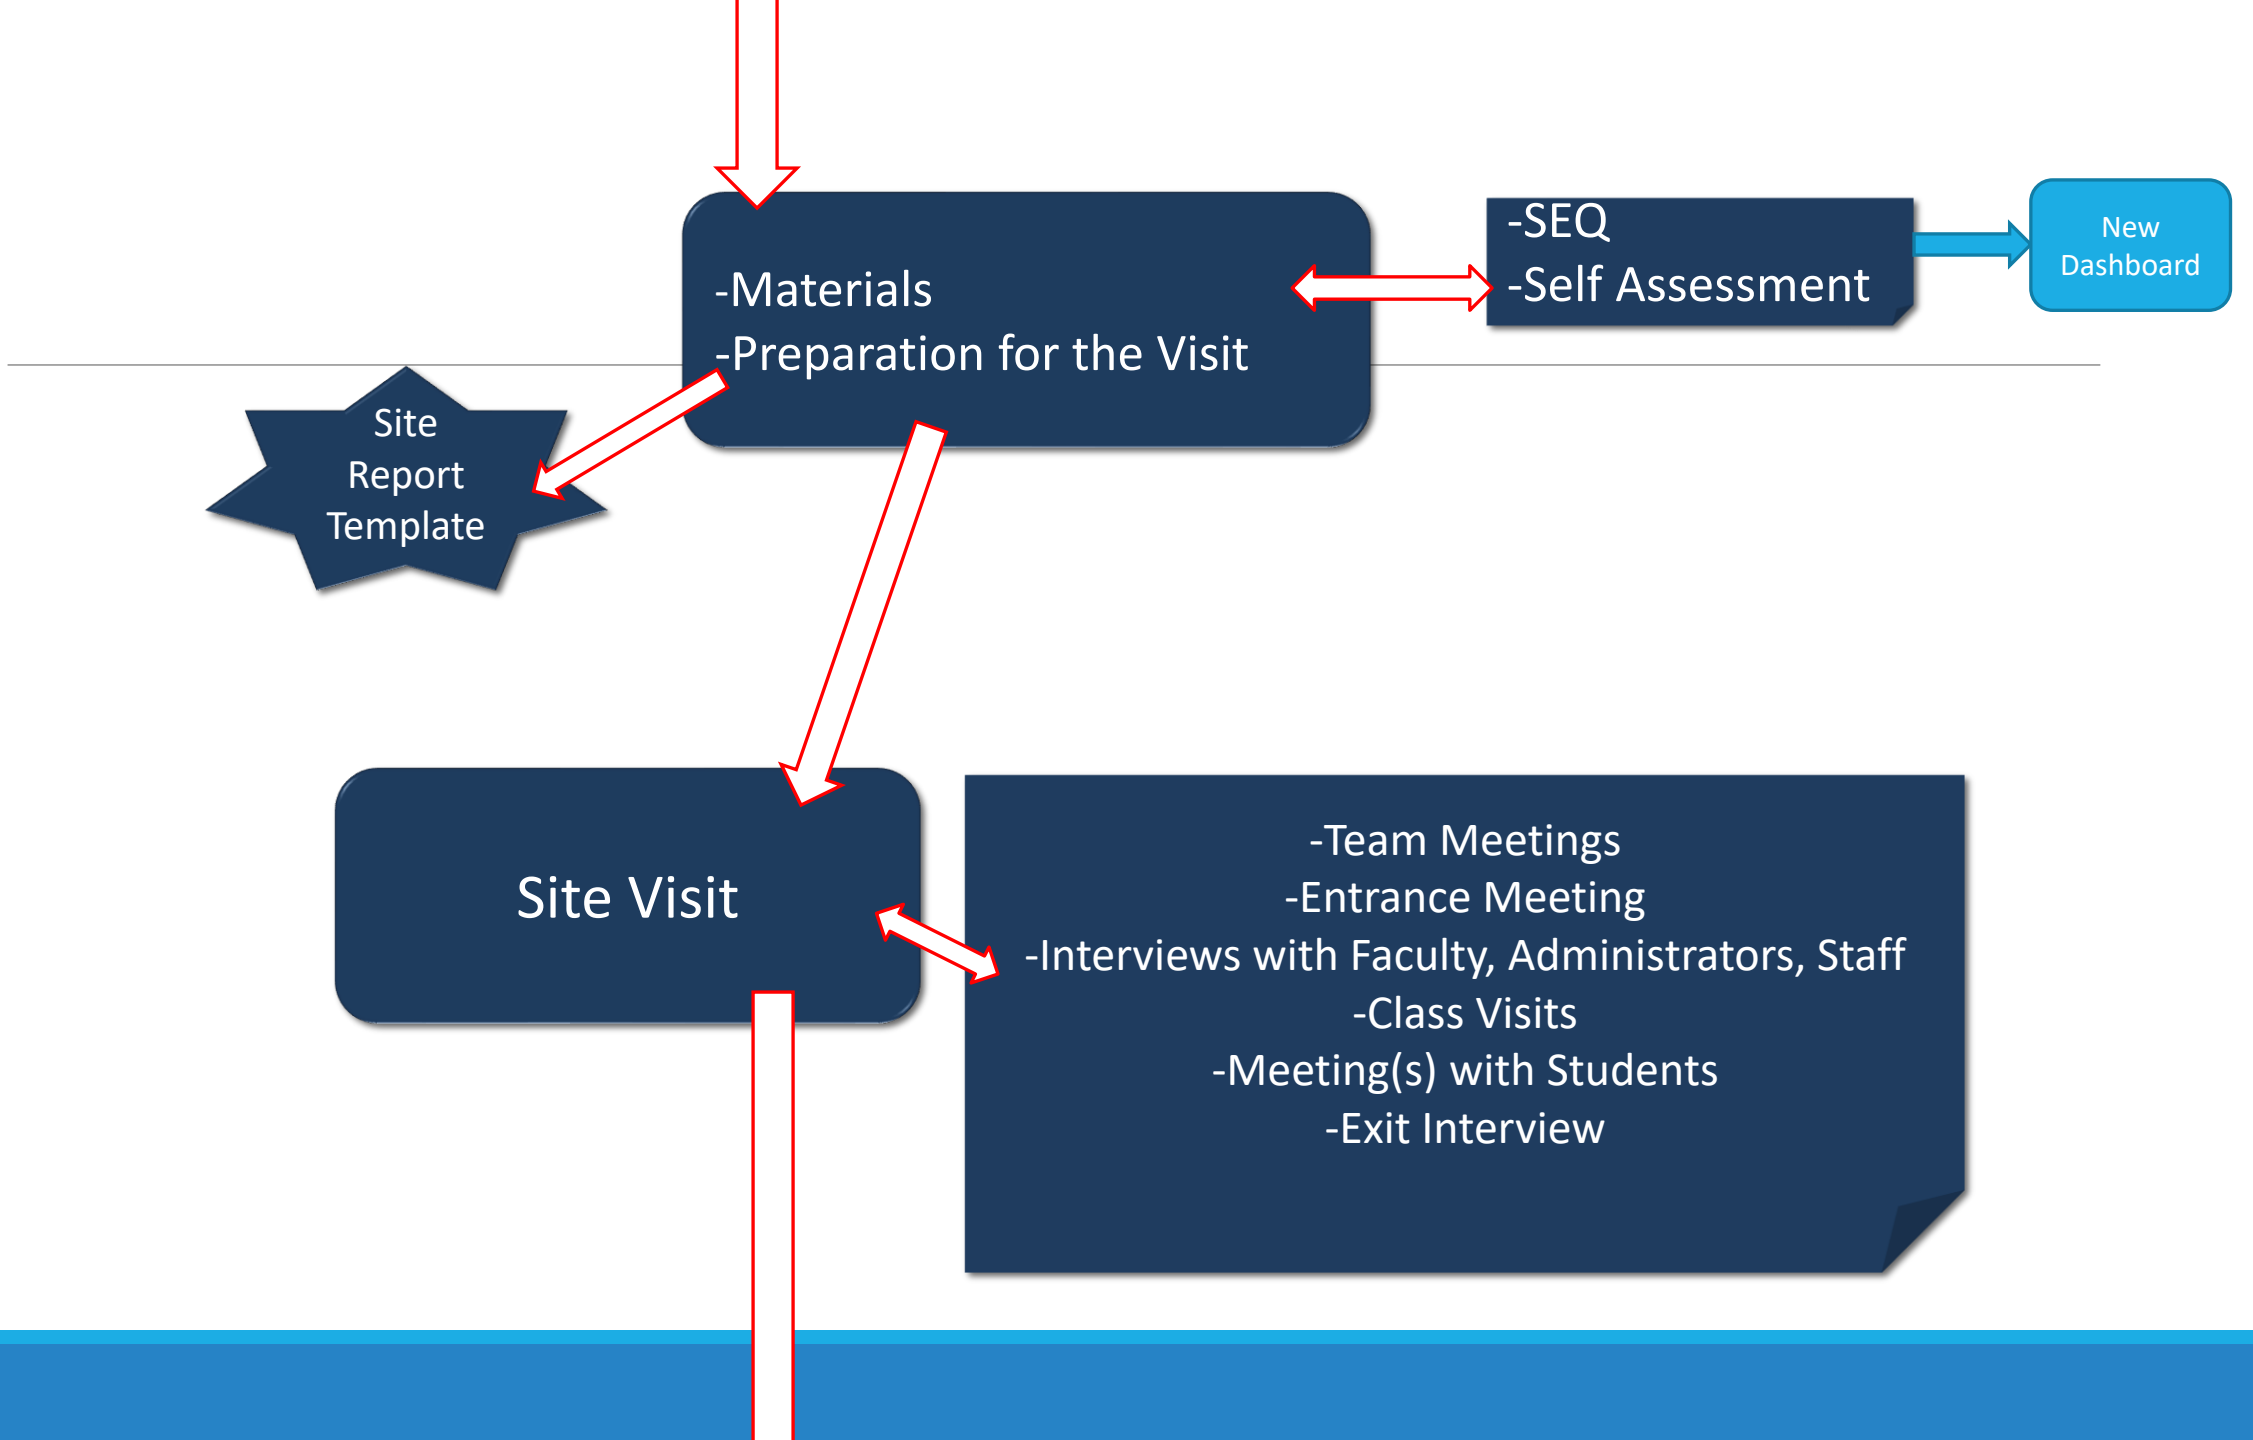 -Materials
-Preparation for the Visit
-SEQ
-Self Assessment
New
Dashboard
Site
Report
Template
Site Visit
-Team Meetings
-Entrance Meeting
-Interviews with Faculty, Administrators, Staff
-Class Visits
-Meeting(s) with Students
-Exit Interview